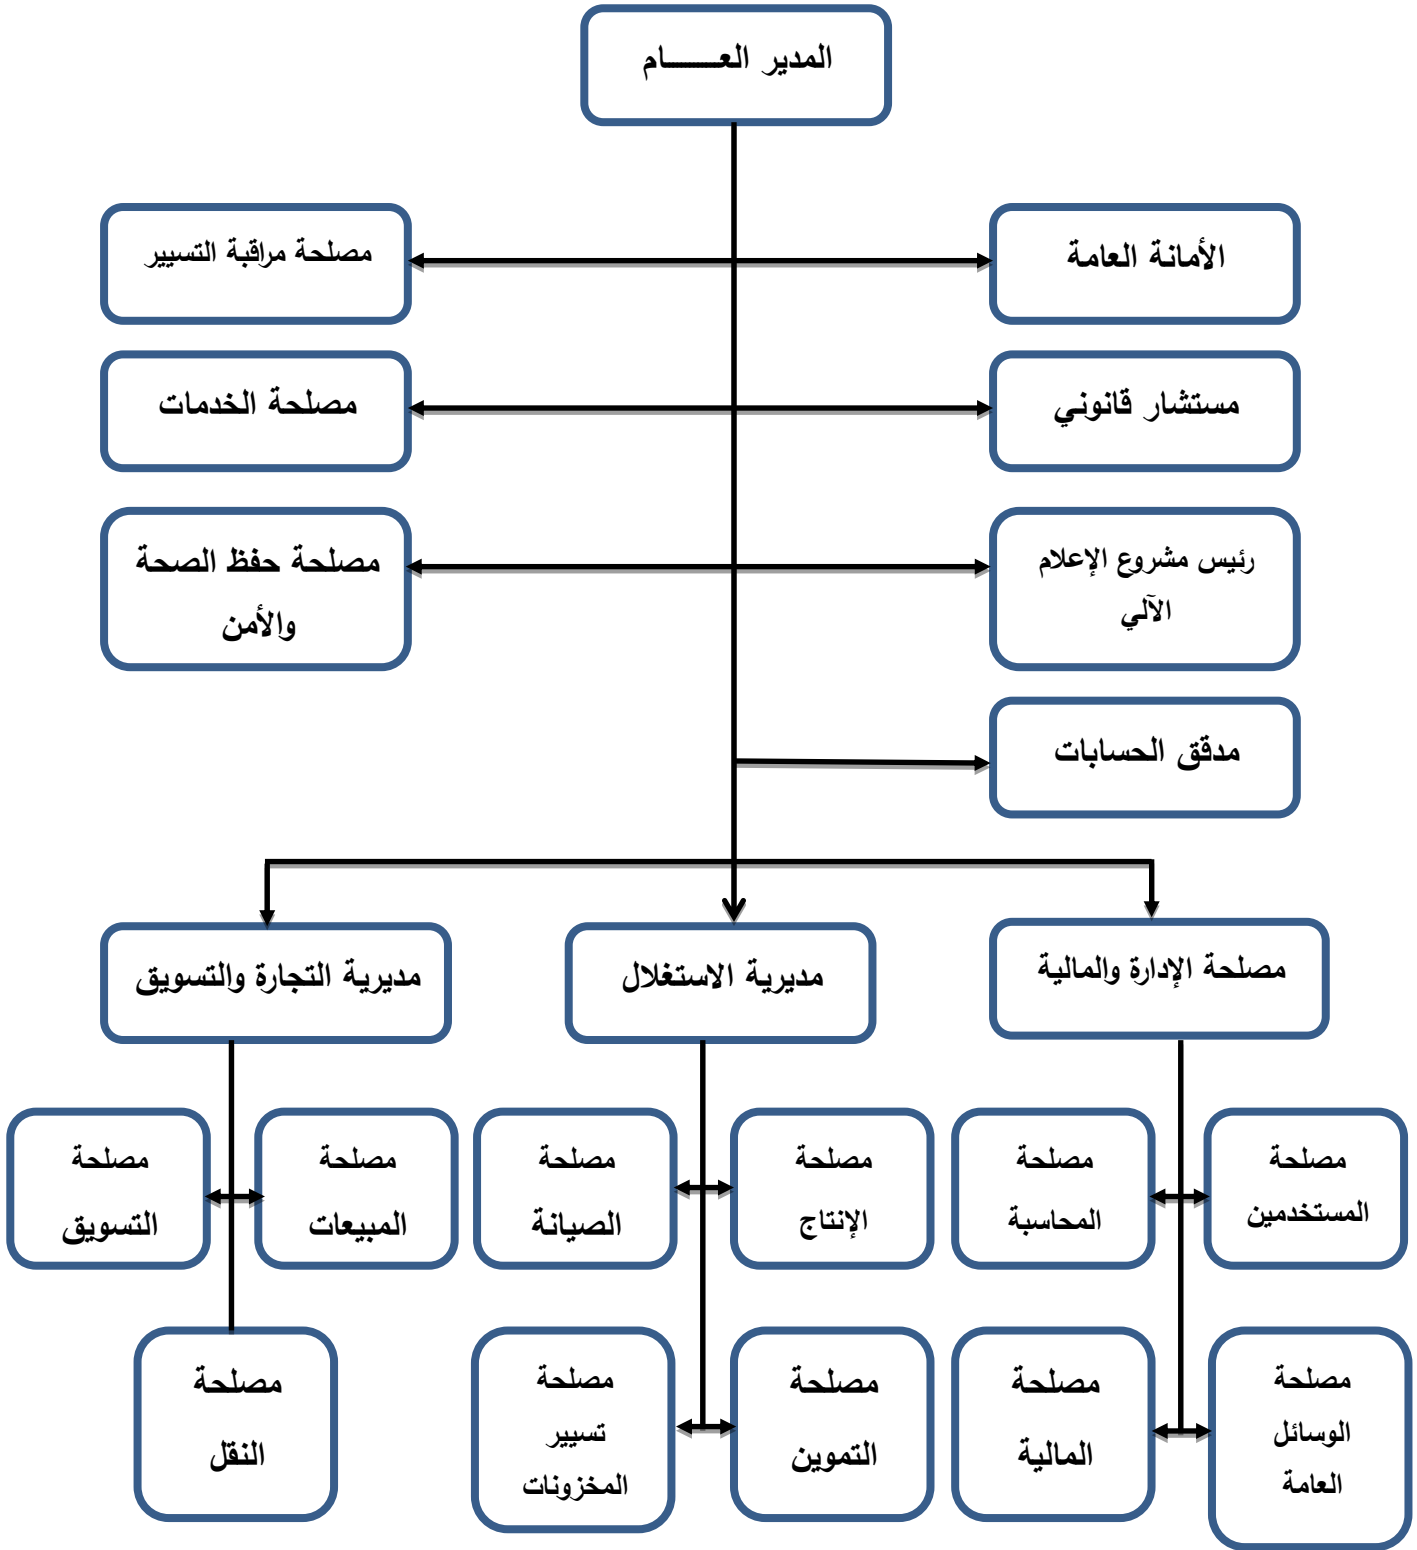 المدير العـــــــام
الأمانة العامة
مصلحة مراقبة التسيير
مستشار قانوني
مصلحة الخدمات
رئيس مشروع الإعلام
الآلي
مصلحة حفظ الصحة
والأمن
مدقق الحسابات
مصلحة الإدارة والمالية
مديرية الاستغلال
مديرية التجارة والتسويق
مصلحة
المستخدمين
مصلحة
المحاسبة
مصلحة
الإنتاج
مصلحة
الصيانة
مصلحة
المبيعات
مصلحة
التسويق
مصلحة
الوسائل
العامة
مصلحة
المالية
مصلحة
التموين
مصلحة
تسيير
المخزونات
مصلحة
النقل